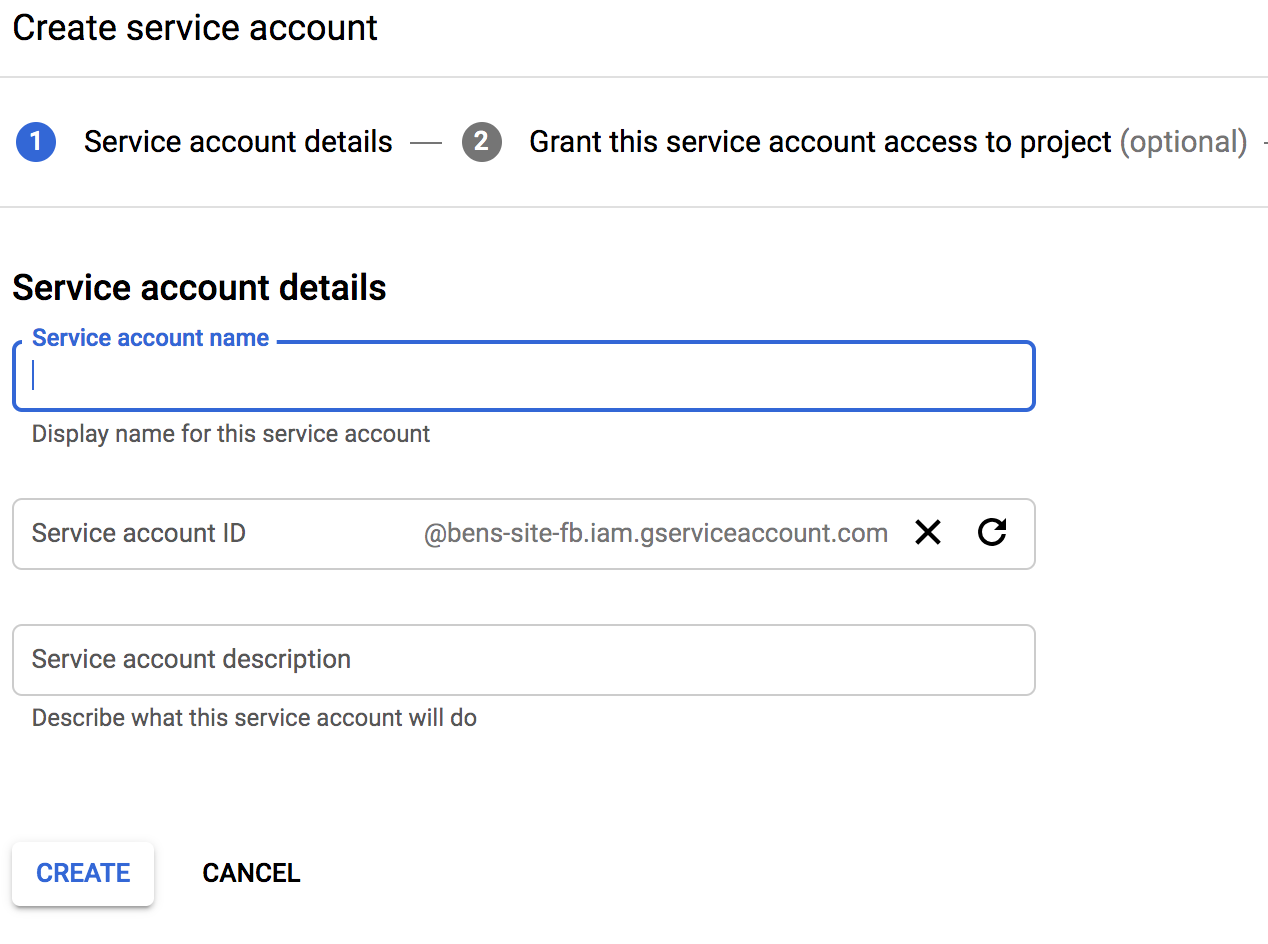 Create service account
1 Service account details — 2 Grant this service account access to project (optional)
Service account details
Service account name
Display name for this service account
Service account ID @bens-site-fb.iam.gserviceaccount.com
Service account description
Describe what this service account will do
CREATE CANCEL